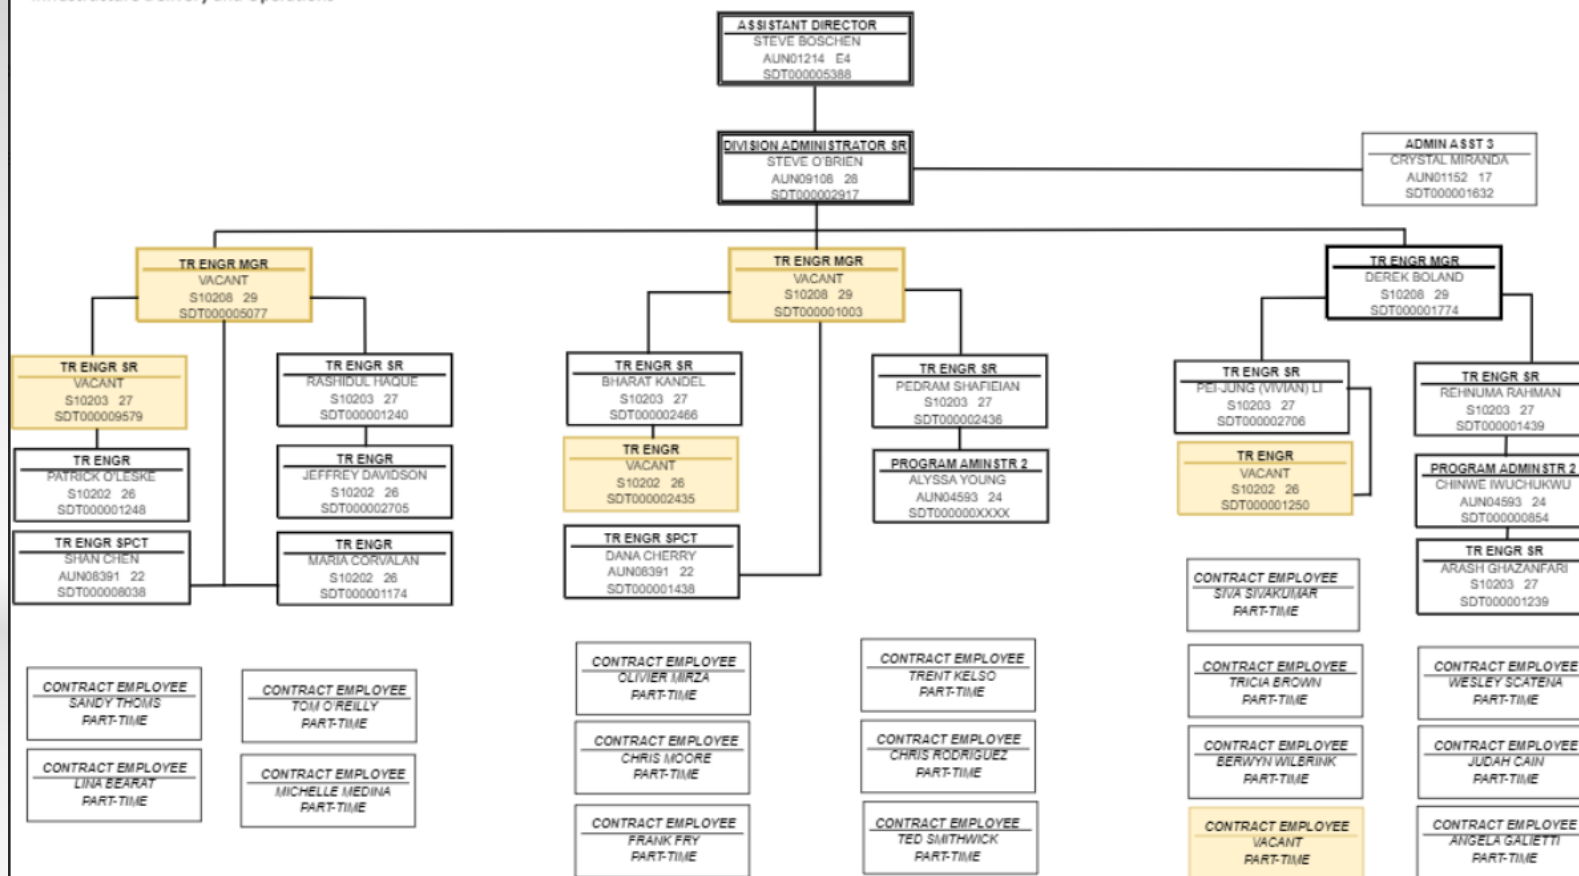 Infrastructure Delivery and Operations
ASSISTANT DIRECTOR
STEVE BOSCHEN
AUN01214 E4
SDT000005388
DIVISION ADMINISTRATOR SR
STEVE O'BRIEN
AUN09108 28
SDT000002917
ADMIN ASST 3
CRYSTAL MIRANDA
AUN01152 17
SDT000001632
TR ENGR MGR
VACANT
S10208 29
SDT000005077
TR ENGR MGR
VACANT
S10208 29
SDT000001003
TR ENGR MGR
DEREK BOLAND
S10208 29
SDT000001774
TR ENGR SR
VACANT
S10203 27
SDT000009579
TR ENGR SR
RASHIDUL HAQUE
S10203 27
SDT000001240
TR ENGR SR
BHARAT KANDEL
S10203 27
SDT000002466
TR ENGR SR
PEDRAM SHAFIEIAN
S10203 27
SDT000002436
TR ENGR SR
PEI-JUNG (VIVIAN) LI
S10203 27
SDT000002706
TR ENGR SR
REHNUMA RAHMAN
S10203 27
SDT000001439
TR ENGR
PATRICK O'LESKE
S10202 26
SDT000001248
TR ENGR
JEFFREY DAVIDSON
S10202 26
SDT000002705
TR ENGR
VACANT
S10202 26
SDT000002435
PROGRAM AMINSTR 2
ALYSSA YOUNG
AUN04593 24
SDT000000XXXX
TR ENGR
VACANT
S10202 26
SDT000001250
PROGRAM ADMINSTR 2
CHINWE IWUCHUKWU
AUN04593 24
SDT000000854
TR ENGR SPCT
SHAN CHEN
AUN08391 22
SDT000008038
TR ENGR
MARIA CORVALAN
S10202 26
SDT000001174
TR ENGR SPCT
DANA CHERRY
AUN08391 22
SDT000001438
TR ENGR SR
ARASH GHAZANFARI
S10203 27
SDT000001239
CONTRACT EMPLOYEE
SIVA SIVAKUMAR
PART-TIME
CONTRACT EMPLOYEE
SANDY THOMS
PART-TIME
CONTRACT EMPLOYEE
TOM O'REILLY
PART-TIME
CONTRACT EMPLOYEE
OLIVIER MIRZA
PART-TIME
CONTRACT EMPLOYEE
TRENT KELSO
PART-TIME
CONTRACT EMPLOYEE
TRICIA BROWN
PART-TIME
CONTRACT EMPLOYEE
WESLEY SCATENA
PART-TIME
CONTRACT EMPLOYEE
LINA BEARAT
PART-TIME
CONTRACT EMPLOYEE
MICHELLE MEDINA
PART-TIME
CONTRACT EMPLOYEE
CHRIS MOORE
PART-TIME
CONTRACT EMPLOYEE
CHRIS RODRIGUEZ
PART-TIME
CONTRACT EMPLOYEE
BERWYN WILBRINK
PART-TIME
CONTRACT EMPLOYEE
JUDAH CAIN
PART-TIME
CONTRACT EMPLOYEE
FRANK FRY
PART-TIME
CONTRACT EMPLOYEE
TED SMITHWICK
PART-TIME
CONTRACT EMPLOYEE
VACANT
PART-TIME
CONTRACT EMPLOYEE
ANGELA GALIETTI
PART-TIME